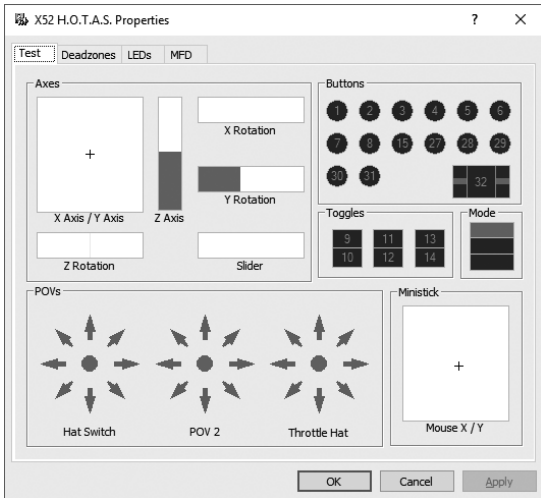 X52 H.O.T.A.S. Properties
Test Deadzones LEDs MFD
Axes
X Axis / Y Axis
Z Axis
X Rotation
Y Rotation
Z Rotation
Slider
Buttons
1 2 3 4 5 6
7 8 15 27 28 29
30 31 32
Toggles
9 11 13
10 12 14
Mode
POVs
Hat Switch POV 2 Throttle Hat
Ministick
Mouse X / Y
OK Cancel Apply